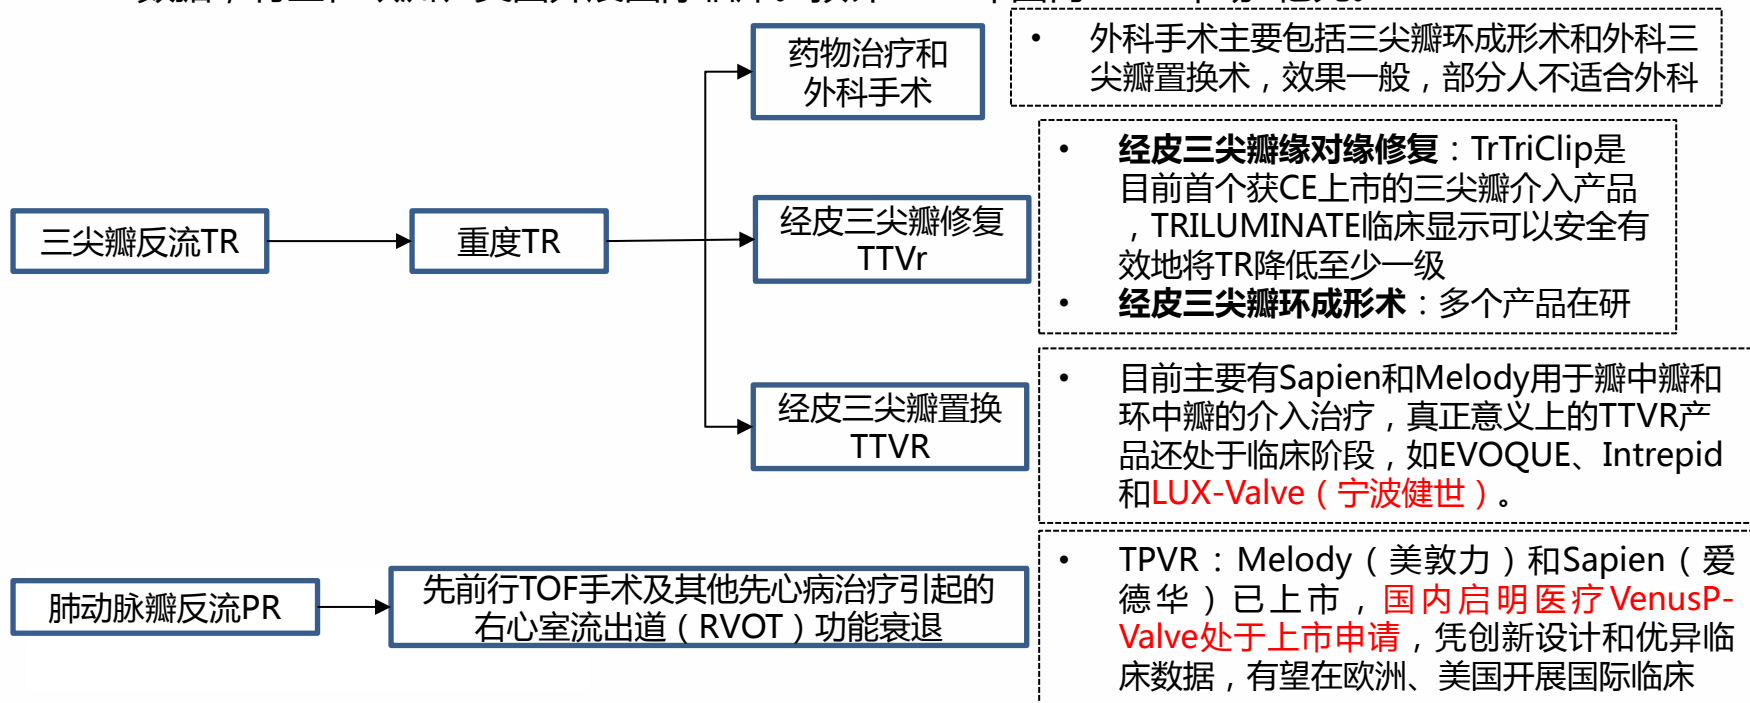 药物治疗和
外科手术
• 外科手术主要包括三尖瓣环成形术和外科三
尖瓣置换术，效果一般，部分人不适合外科
三尖瓣反流TR
重度TR
经皮三尖瓣修复
TTVr
• 经皮三尖瓣缘对缘修复：TrTriClip是
目前首个获CE上市的三尖瓣介入产品
，TRILUMINATE临床显示可以安全有
效地将TR降低至少一级
• 经皮三尖瓣环成形术：多个产品在研
经皮三尖瓣置换
TTVR
• 目前主要有Sapien和Melody用于瓣中瓣和
环中瓣的介入治疗，真正意义上的TTVR产
品还处于临床阶段，如EVOQUE、Intrepid
和LUX-Valve（宁波健世）。
肺动脉瓣反流PR
先前行TOF手术及其他先心病治疗引起的
右心室流出道（RVOT）功能衰退
• TPVR：Melody（美敦力）和Sapien（爱
德华）已上市，国内启明医疗VenusP-
Valve处于上市申请，凭创新设计和优异临
床数据，有望在欧洲、美国开展国际临床